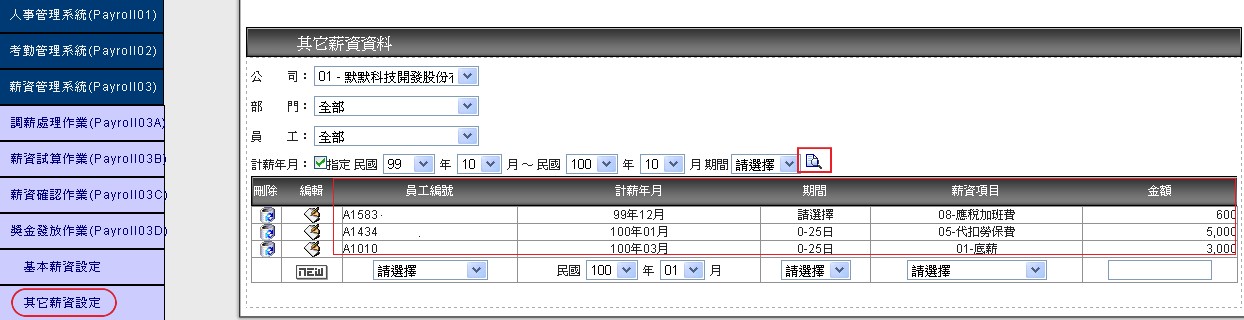 人事管理系統(Payroll01)
考勤管理系統(Payroll02)
薪資管理系統(Payroll03)
調薪處理作業(Payroll03A)
薪資試算作業(Payroll03B)
薪資確認作業(Payroll03C)
獎金發放作業(Payroll03D)
基本薪資設定
其它薪資設定
其它薪資資料
公 司： 01 - 默默科技開發股份有
部 門： 全部
員 工： 全部
計薪年月： 指定 民國 99 年 10 月 ～ 民國 100 年 10 月 期間 請選擇
刪除 編輯 員工編號 計薪年月 期間 薪資項目 金額
A1583 99年12月 請選擇 08-應稅加班費 600
A1434 100年01月 0-25日 05-代扣勞保費 5,000
A1010 100年03月 0-25日 01-底薪 3,000
NEW 請選擇 民國 100 年 01 月 請選擇 請選擇